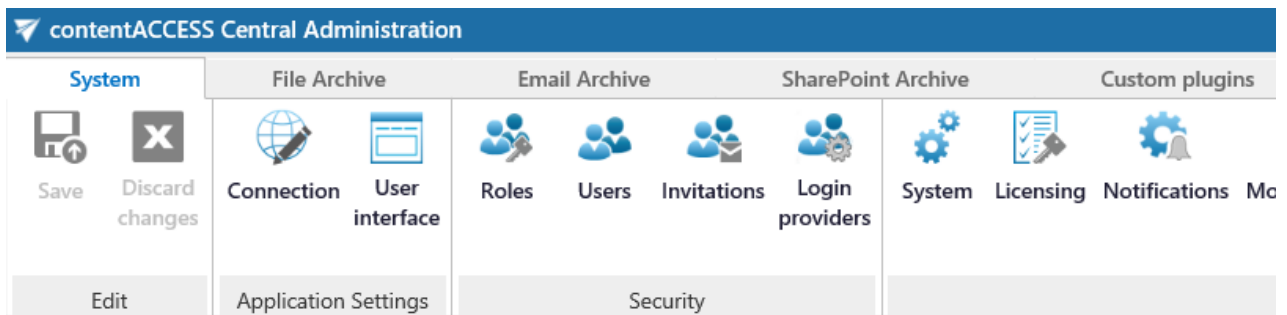 contentACCESS Central Administration
System File Archive Email Archive SharePoint Archive Custom plugins
Save Discard changes Connection User interface Roles Users Invitations Login providers System Licensing Notifications
Edit Application Settings Security